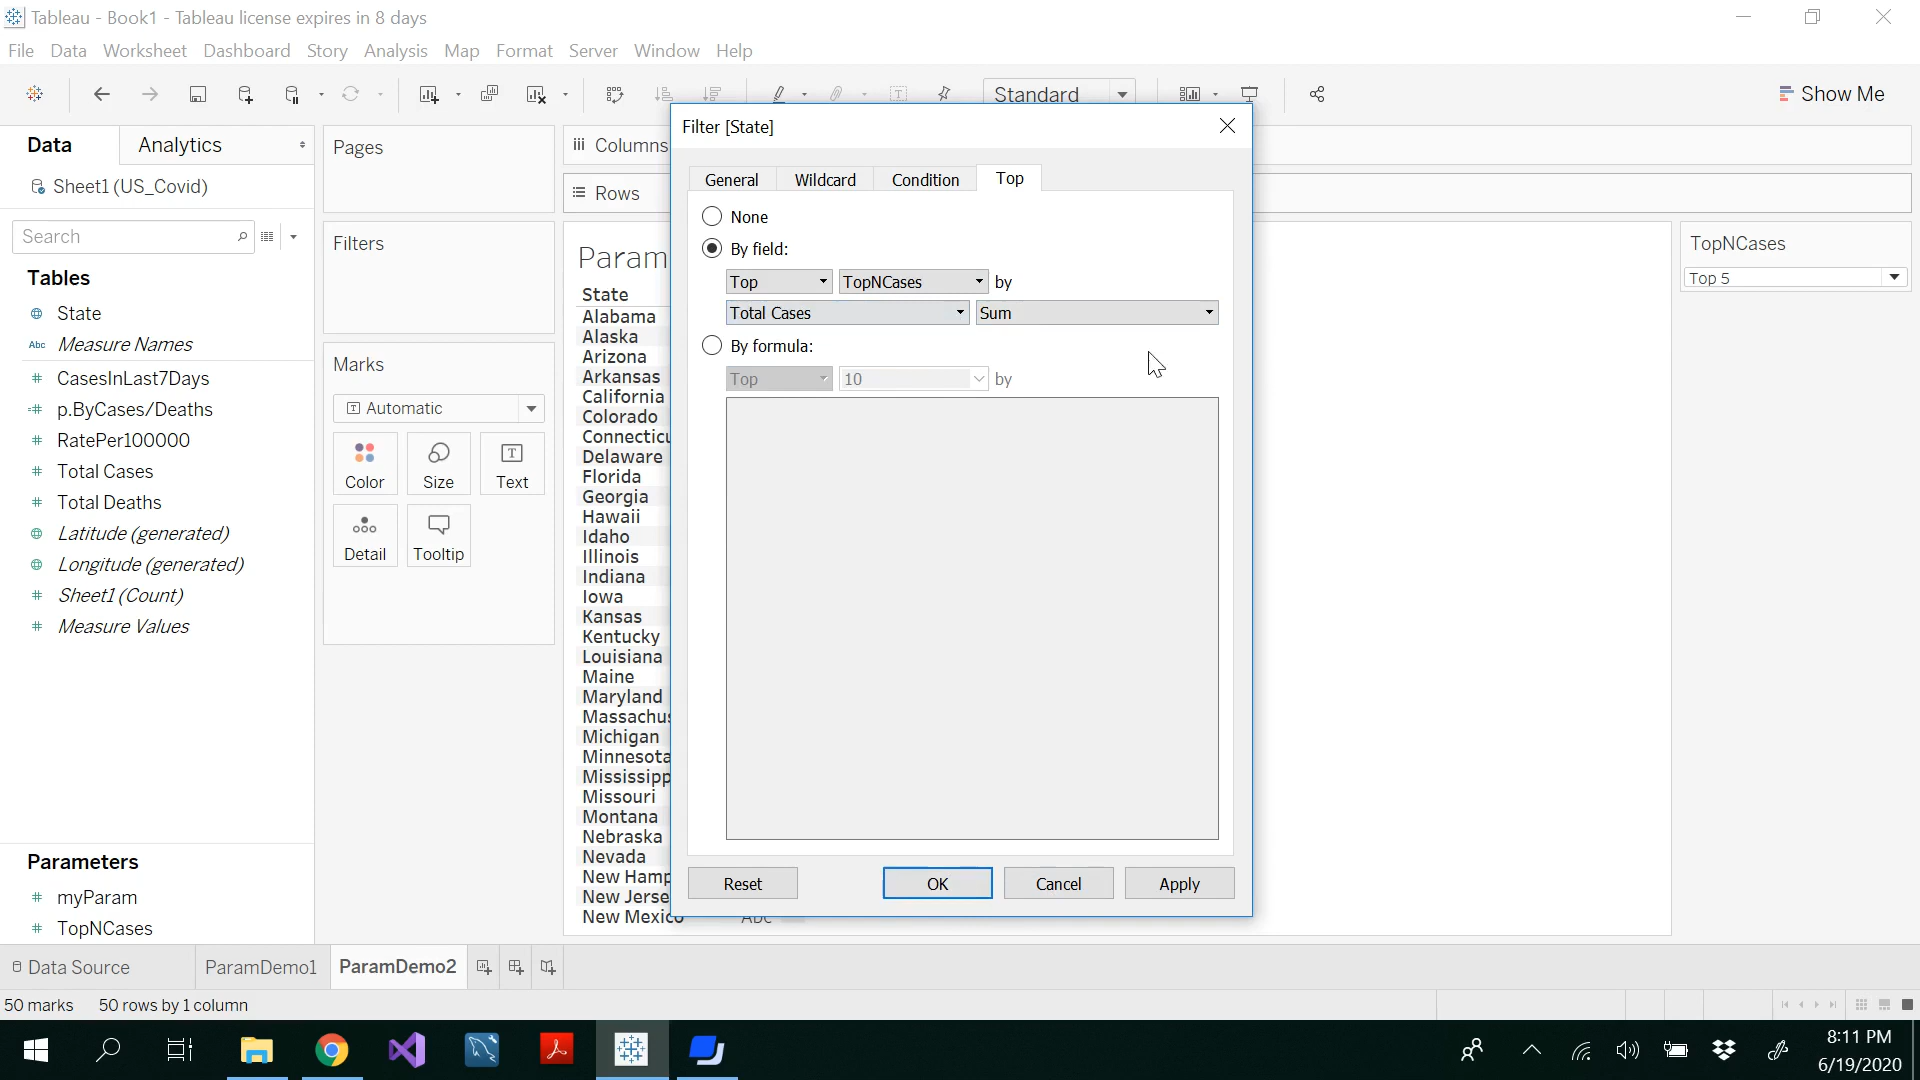 Tableau - Book1 - Tableau license expires in 8 days
File Data Worksheet Dashboard Story Analysis Map Format Server Window Help
Standard
Show Me
Data
Analytics
Sheet1 (US_Covid)
Search
Tables
State
Abc Measure Names
CasesInLast7Days
p.ByCases/Deaths
RatePer100000
Total Cases
Total Deaths
Latitude (generated)
Longitude (generated)
Sheet1 (Count)
Measure Values
Parameters
myParam
TopNCases
Pages
Filters
Marks
Automatic
Color
Size
Text
Detail
Tooltip
Columns
Rows
Param
State
Alabama
Alaska
Arizona
Arkansas
California
Colorado
Connecticu
Delaware
Florida
Georgia
Hawaii
Idaho
Illinois
Indiana
Iowa
Kansas
Kentucky
Louisiana
Maine
Maryland
Massachus
Michigan
Minnesota
Mississipp
Missouri
Montana
Nebraska
Nevada
New Hamp
New Jerse
New Mexico
Abc
Filter [State]
General
Wildcard
Condition
Top
None
By field:
Top
TopNCases
by
Total Cases
Sum
By formula:
Top
10
by
Reset
OK
Cancel
Apply
TopNCases
Top 5
Data Source
ParamDemo1
ParamDemo2
50 marks
50 rows by 1 column
8:11 PM
6/19/2020